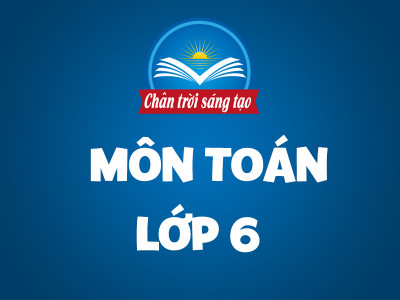 Chân trời sáng tạo
MÔN TOÁN
LỚP 6